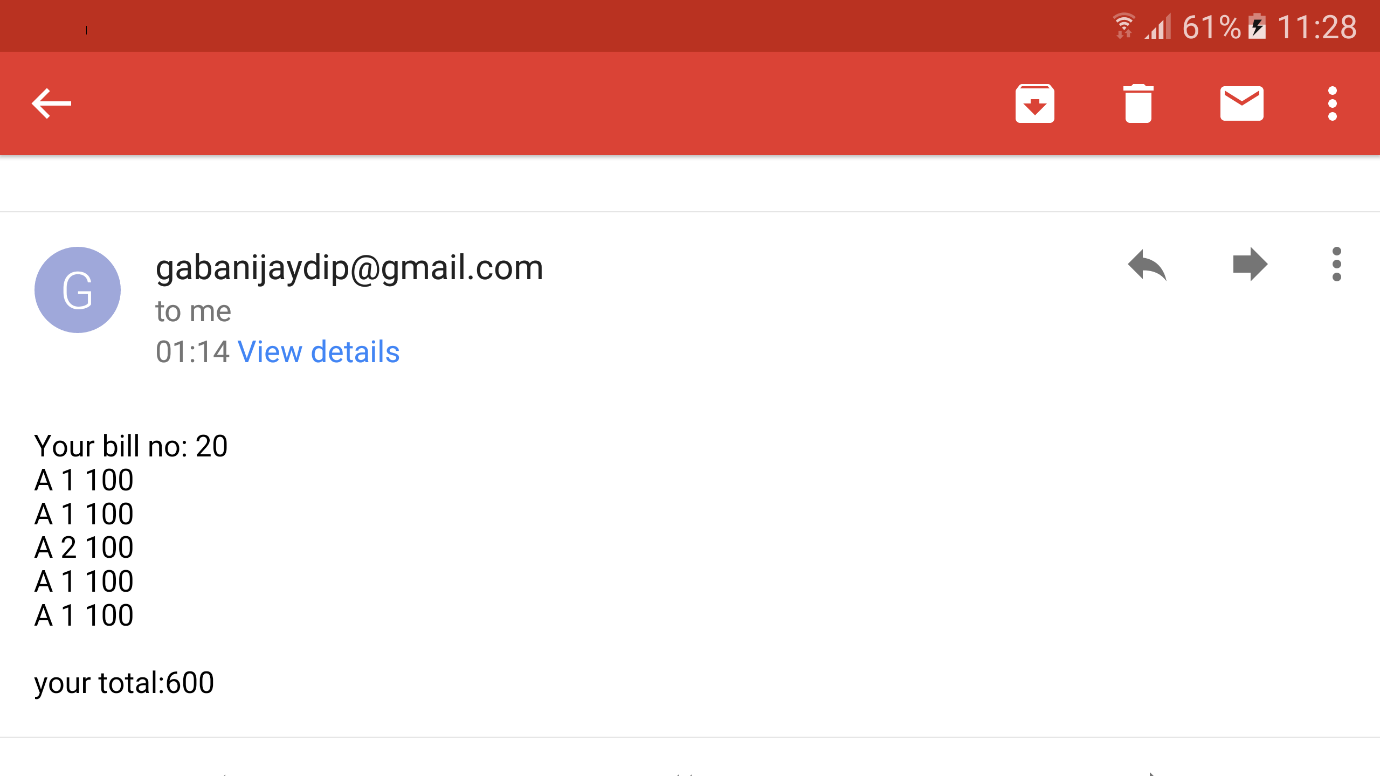 61% 11:28
G
gabanijaydip@gmail.com
to me
01:14 View details
Your bill no: 20
A 1 100
A 1 100
A 2 100
A 1 100
A 1 100
your total:600